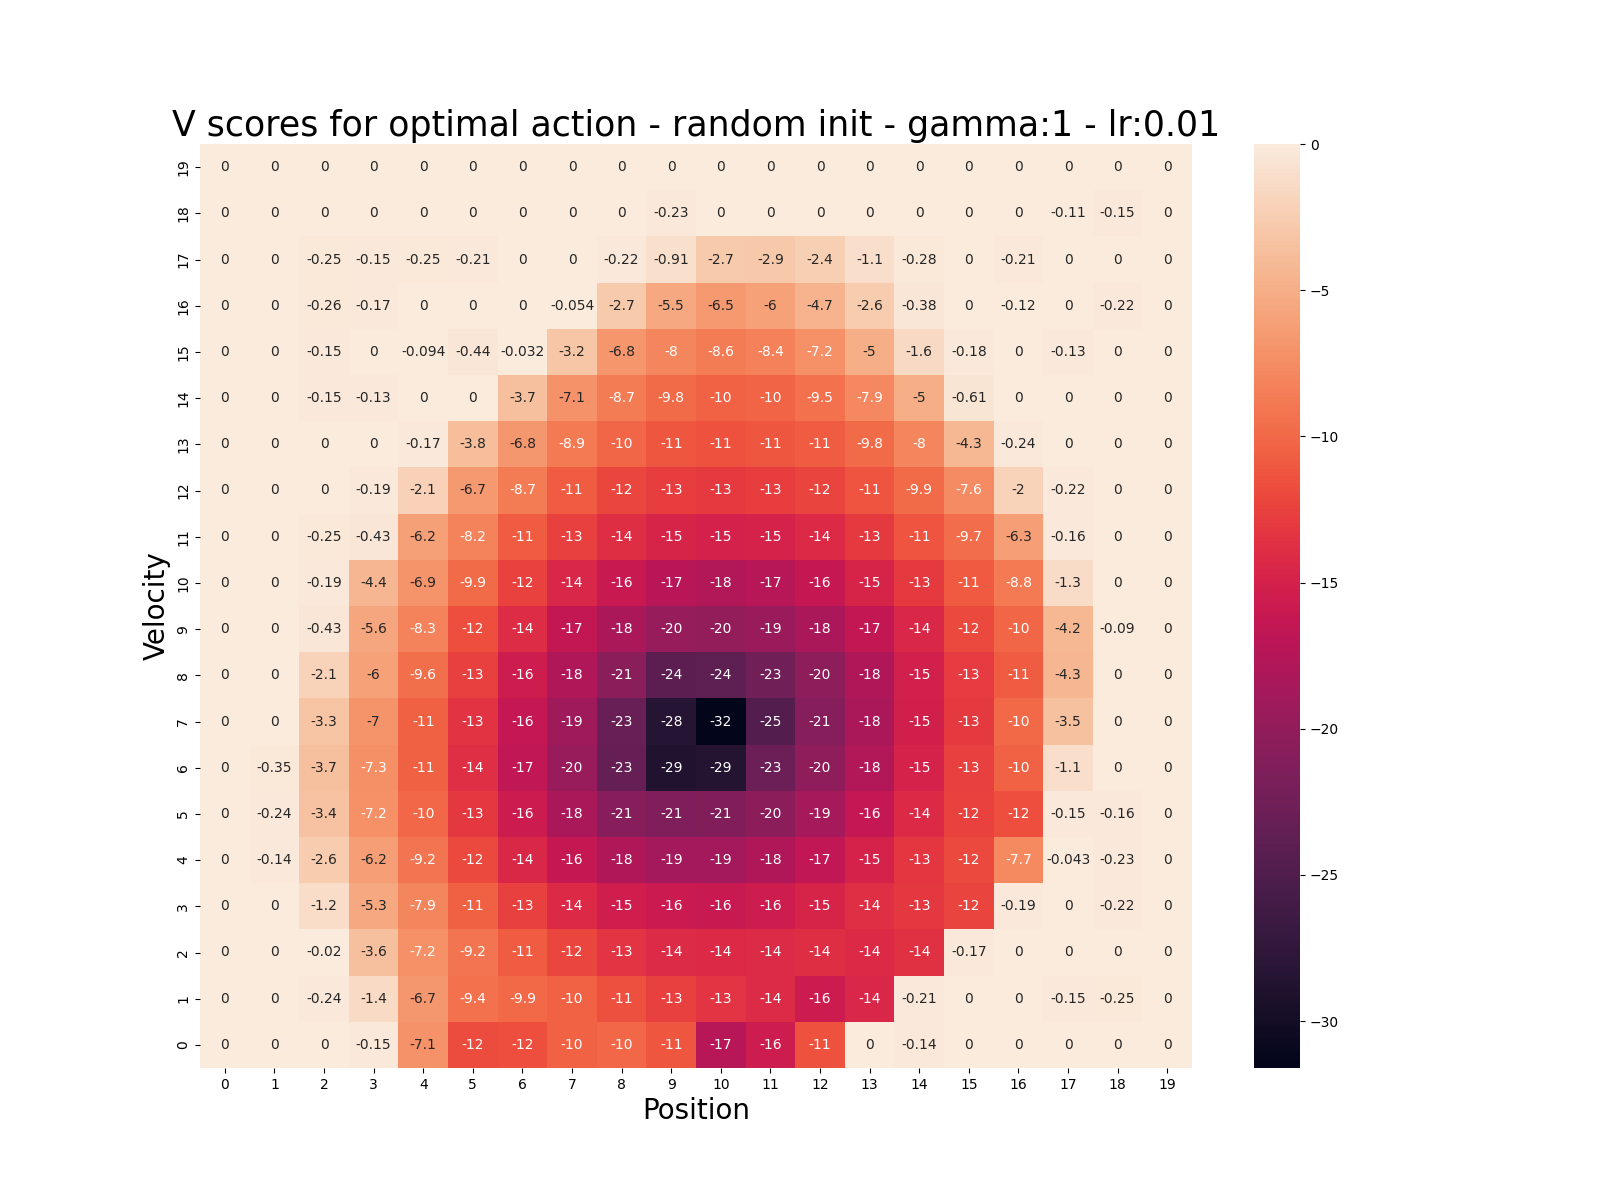 V scores for optimal action - random init - gamma:1 - lr:0.01
19 0 0 0 0 0 0 0 0 0 0 0 0 0 0 0 0 0 0 0 0
18 0 0 0 0 0 0 0 0 0 -0.23 0 0 0 0 0 0 0 -0.11 -0.15 0
17 0 0 -0.25 -0.15 -0.25 -0.21 0 0 -0.22 -0.91 -2.7 -2.9 -2.4 -1.1 -0.28 0 -0.21 0 0 0
16 0 0 -0.26 -0.17 0 0 0 -0.054 -2.7 -5.5 -6.5 -6 -4.7 -2.6 -0.38 0 -0.12 0 -0.22 0
15 0 0 -0.15 0 -0.094 -0.44 -0.032 -3.2 -6.8 -8 -8.6 -8.4 -7.2 -5 -1.6 -0.18 0 -0.13 0 0
14 0 0 -0.15 -0.13 0 0 -3.7 -7.1 -8.7 -9.8 -10 -10 -9.5 -7.9 -5 -0.61 0 0 0 0
13 0 0 0 0 -0.17 -3.8 -6.8 -8.9 -10 -11 -11 -11 -11 -9.8 -8 -4.3 -0.24 0 0 0
12 0 0 0 -0.19 -2.1 -6.7 -8.7 -11 -12 -13 -13 -13 -12 -11 -9.9 -7.6 -2 -0.22 0 0
11 0 0 -0.25 -0.43 -6.2 -8.2 -11 -13 -14 -15 -15 -15 -14 -13 -11 -9.7 -6.3 -0.16 0 0
10 0 0 -0.19 -4.4 -6.9 -9.9 -12 -14 -16 -17 -18 -17 -16 -15 -13 -11 -8.8 -1.3 0 0
9 0 0 -0.43 -5.6 -8.3 -12 -14 -17 -18 -20 -20 -19 -18 -17 -14 -12 -10 -4.2 -0.09 0
8 0 0 -2.1 -6 -9.6 -13 -16 -18 -21 -24 -24 -23 -20 -18 -15 -13 -11 -4.3 0 0
7 0 0 -3.3 -7 -11 -13 -16 -19 -23 -28 -32 -25 -21 -18 -15 -13 -10 -3.5 0 0
6 0 -0.35 -3.7 -7.3 -11 -14 -17 -20 -23 -29 -29 -23 -20 -18 -15 -13 -10 -1.1 0 0
5 0 -0.24 -3.4 -7.2 -10 -13 -16 -18 -21 -21 -21 -20 -19 -16 -14 -12 -12 -0.15 -0.16 0
4 0 -0.14 -2.6 -6.2 -9.2 -12 -14 -16 -18 -19 -19 -18 -17 -15 -13 -12 -7.7 -0.043 -0.23 0
3 0 0 -1.2 -5.3 -7.9 -11 -13 -14 -15 -16 -16 -16 -15 -14 -13 -12 -0.19 0 -0.22 0
2 0 0 -0.02 -3.6 -7.2 -9.2 -11 -12 -13 -14 -14 -14 -14 -14 -14 -0.17 0 0 0 0
1 0 0 -0.24 -1.4 -6.7 -9.4 -9.9 -10 -11 -13 -13 -14 -16 -14 -0.21 0 0 -0.15 -0.25 0
0 0 0 0 -0.15 -7.1 -12 -12 -10 -10 -11 -17 -16 -11 0 -0.14 0 0 0 0 0
0 1 2 3 4 5 6 7 8 9 10 11 12 13 14 15 16 17 18 19
Velocity
Position
0
−5
−10
−15
−20
−25
−30